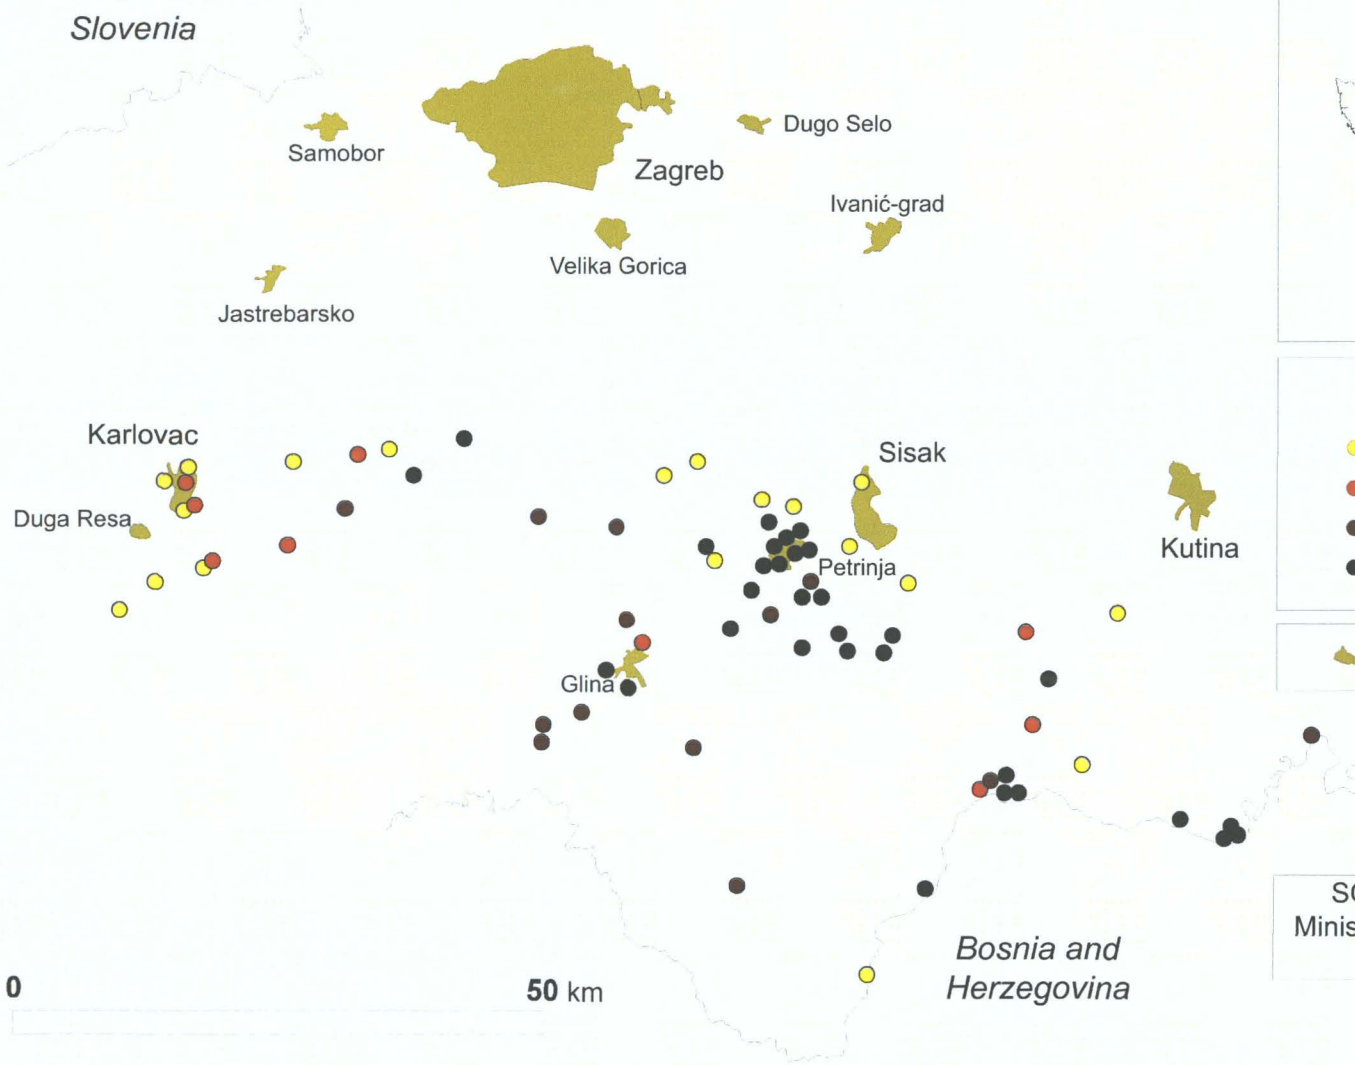 Slovenia
Samobor
Dugo Selo
Zagreb
Ivanić-grad
Velika Gorica
Jastrebarsko
Karlovac
Sisak
Duga Resa
Kutina
Petrinja
Glina
Bosnia and
Herzegovina
0
50 km